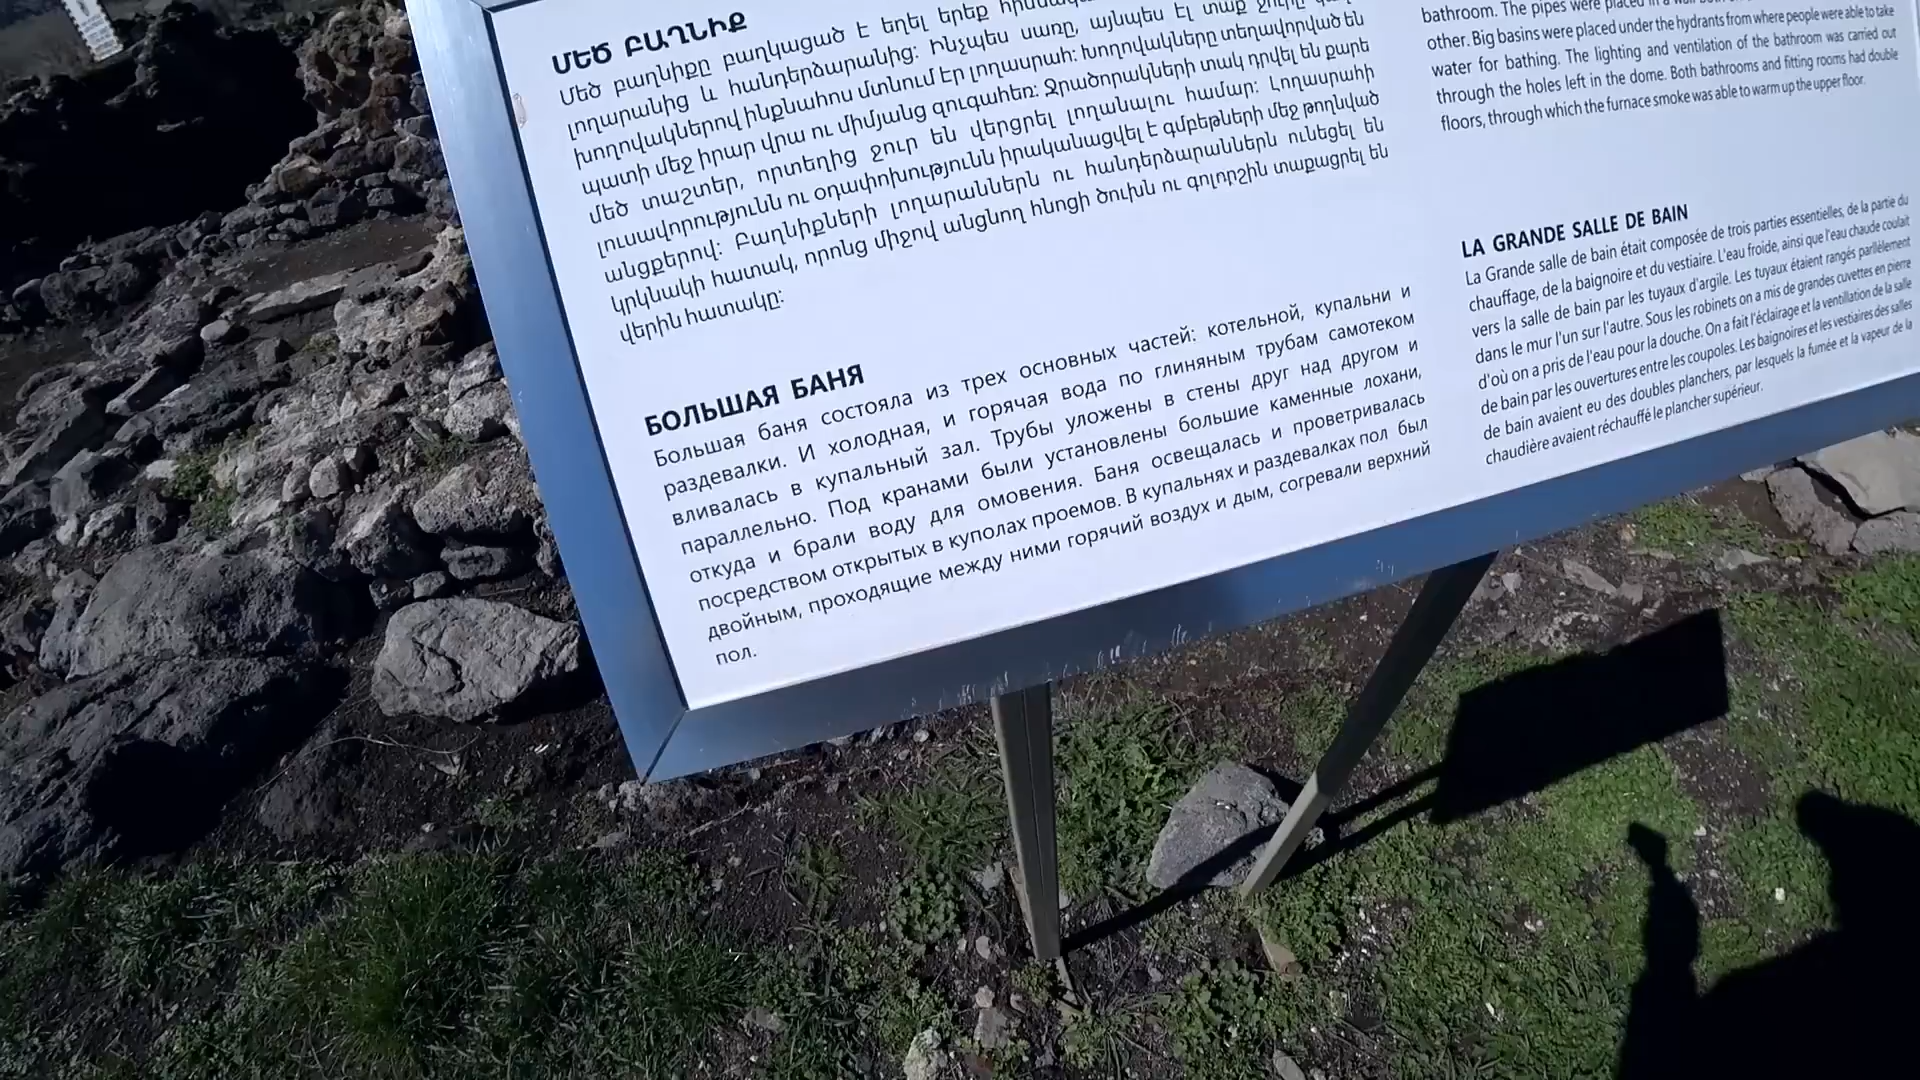 ՄԵԾ ԲԱՂՆԻՔ
Մեծ բաղնիքը բաղկացած է եղել երեք
լողարանից և հանդերձարանից: Ինչպես սառը, այնպես էլ տաք ջուրը
խողովակներով ինքնահոս մտնում էր լողասրահ: Խողովակները տեղավորված են
պատի մեջ իրար վրա ու միմյանց զուգահեռ: Ջրածորակների տակ դրվել են քարե
մեծ տաշտեր, որտեղից ջուր են վերցրել լողանալու համար: Լողասրահի
լուսավորությունն ու օդափոխությունն իրականացվել է գմբեթների մեջ թողնված
անցքերով: Բաղնիքների լողարաններն ու հանդերձարաններն ունեցել են
կրկնակի հատակ, որոնց միջով անցնող հնոցի ծուխն ու գոլորշին տաքացրել են
վերին հատակը:
БОЛЬШАЯ БАНЯ
Большая баня состояла из трех основных частей: котельной, купальни и
раздевалки. И холодная, и горячая вода по глиняным трубам самотеком
вливалась в купальный зал. Трубы уложены в стены друг над другом и
параллельно. Под кранами были установлены большие каменные лохани,
откуда и брали воду для омовения. Баня освещалась и проветривалась
посредством открытых в куполах проемов. В купальнях и раздевалках пол был
двойным, проходящие между ними горячий воздух и дым, согревали верхний
пол.
bathroom. The pipes were placed in a wall
other. Big basins were placed under the hydrants from where people were able to take
water for bathing. The lighting and ventilation of the bathroom was carried out
through the holes left in the dome. Both bathrooms and fitting rooms had double
floors, through which the furnace smoke was able to warm up the upper floor.
LA GRANDE SALLE DE BAIN
La Grande salle de bain était composée de trois parties essentielles, de la partie du
chauffage, de la baignoire et du vestiaire. L'eau froide, ainsi que l'eau chaude coulait
vers la salle de bain par les tuyaux d'argile. Les tuyaux étaient rangés parllèlement
dans le mur l'un sur l'autre. Sous les robinets on a mis de grandes cuvettes en pierre
d'où on a pris de l'eau pour la douche. On a fait l'éclairage et la ventillation de la salle
de bain par les ouvertures entre les coupoles. Les baignoires et les vestiaires des salles
de bain avaient eu des doubles planchers, par lesquels la fumée et la vapeur de la
chaudière avaient réchauffé le plancher supérieur.